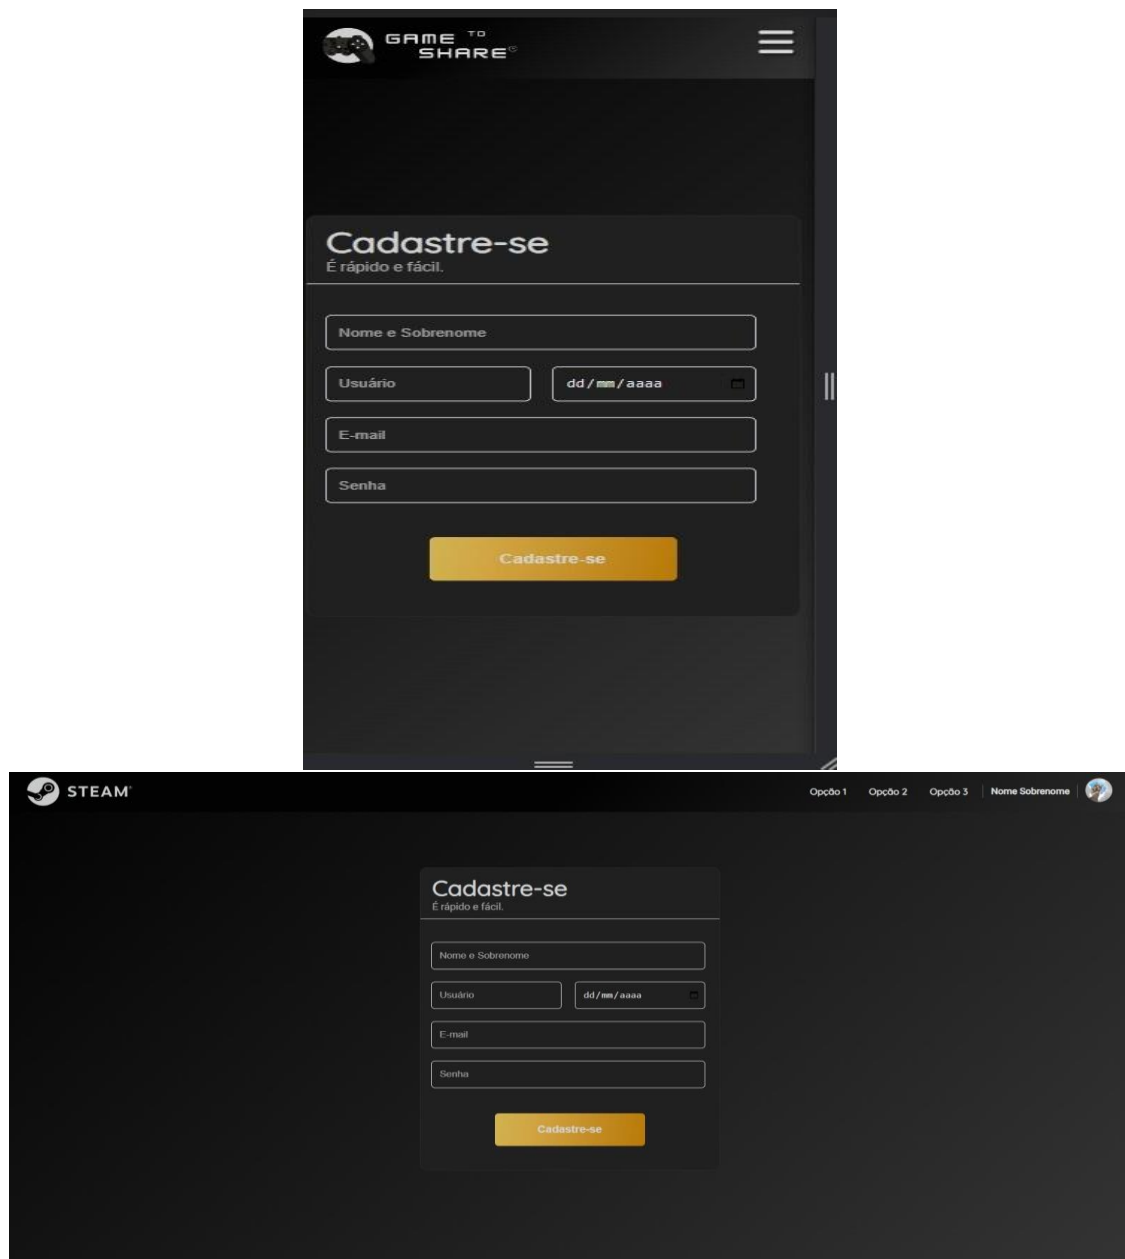 GAME TO
SHARE
Cadastre-se
É rápido e fácil.
Nome e Sobrenome
Usuário dd/mm/aaaa
E-mail
Senha
Cadastre-se
STEAM Opção 1 Opção 2 Opção 3 Nome Sobrenome
Cadastre-se
É rápido e fácil.
Nome e Sobrenome
Usuário dd/mm/aaaa
E-mail
Senha
Cadastre-se